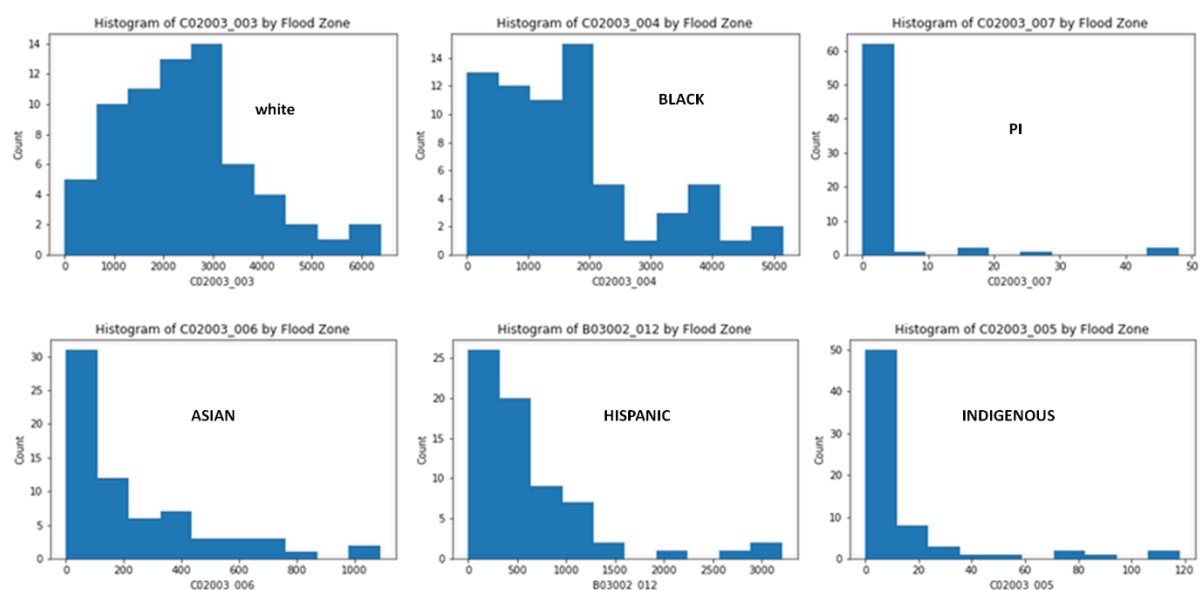 Histogram of C02003_003 by Flood Zone
14
12
10
8
6
4
2
0
Count
white
0 1000 2000 3000 4000 5000 6000
C02003_003
Histogram of C02003_004 by Flood Zone
14
12
10
8
6
4
2
0
Count
BLACK
0 1000 2000 3000 4000 5000
C02003_004
Histogram of C02003_007 by Flood Zone
60
50
40
30
20
10
0
Count
PI
0 10 20 30 40 50
C02003_007
Histogram of C02003_006 by Flood Zone
30
25
20
15
10
5
0
Count
ASIAN
0 200 400 600 800 1000
C02003_006
Histogram of B03002_012 by Flood Zone
25
20
15
10
5
0
Count
HISPANIC
0 500 1000 1500 2000 2500 3000
B03002_012
Histogram of C02003_005 by Flood Zone
50
40
30
20
10
0
Count
INDIGENOUS
0 20 40 60 80 100 120
C02003_005